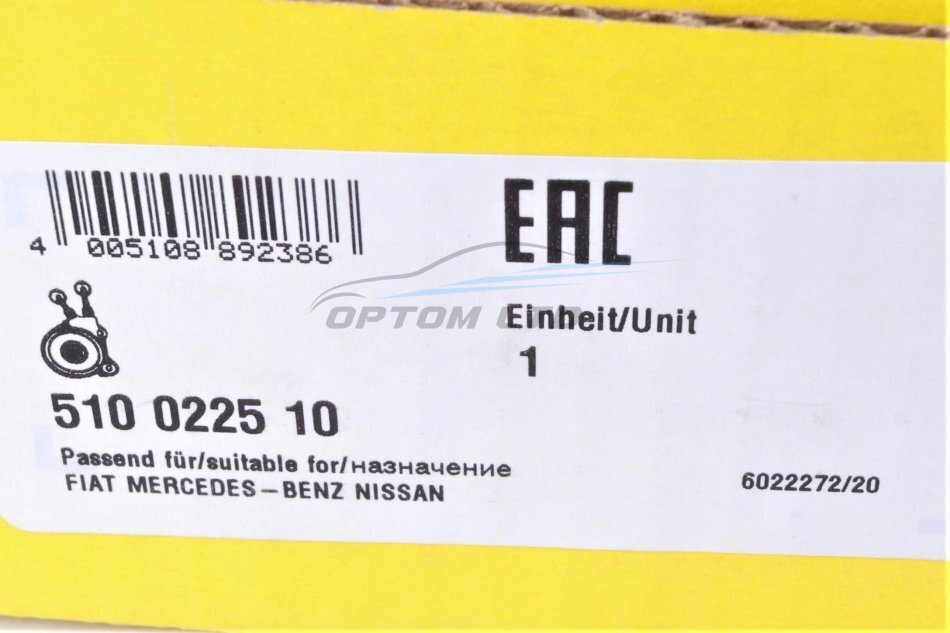 EAC
4 005108 892386
OPTOM
Einheit/Unit
1
510 0225 10
Passend für/suitable for/назначение
FIAT MERCEDES–BENZ NISSAN
6022272/20